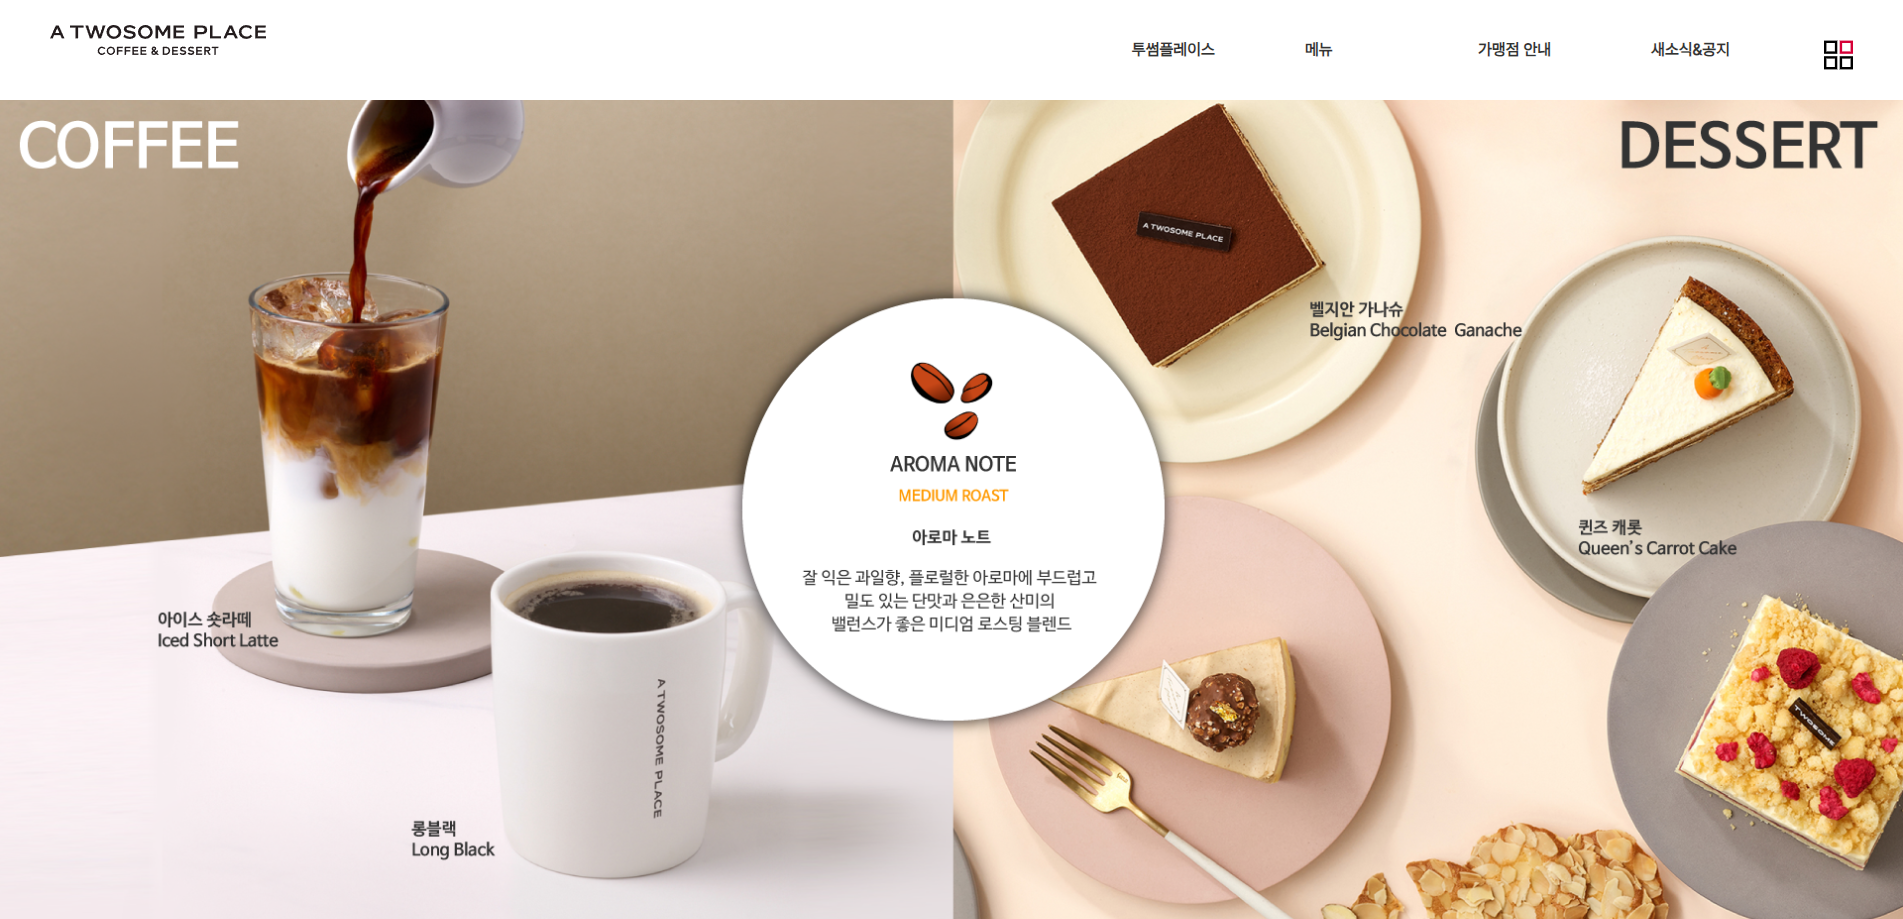 A TWOSOME PLACE
COFFEE & DESSERT
투썸플레이스
메뉴
가맹점 안내
새소식&공지
COFFEE
DESSERT
A TWOSOME PLACE
벨지안 가나슈
Belgian Chocolate Ganache
AROMA NOTE
MEDIUM ROAST
아로마 노트
잘 익은 과일향, 플로럴한 아로마에 부드럽고
밀도 있는 단맛과 은은한 산미의
밸런스가 좋은 미디엄 로스팅 블렌드
퀸즈 캐롯
Queen's Carrot Cake
아이스 숏라떼
Iced Short Latte
A TWOSOME PLACE
TWOSOME
롱블랙
Long Black